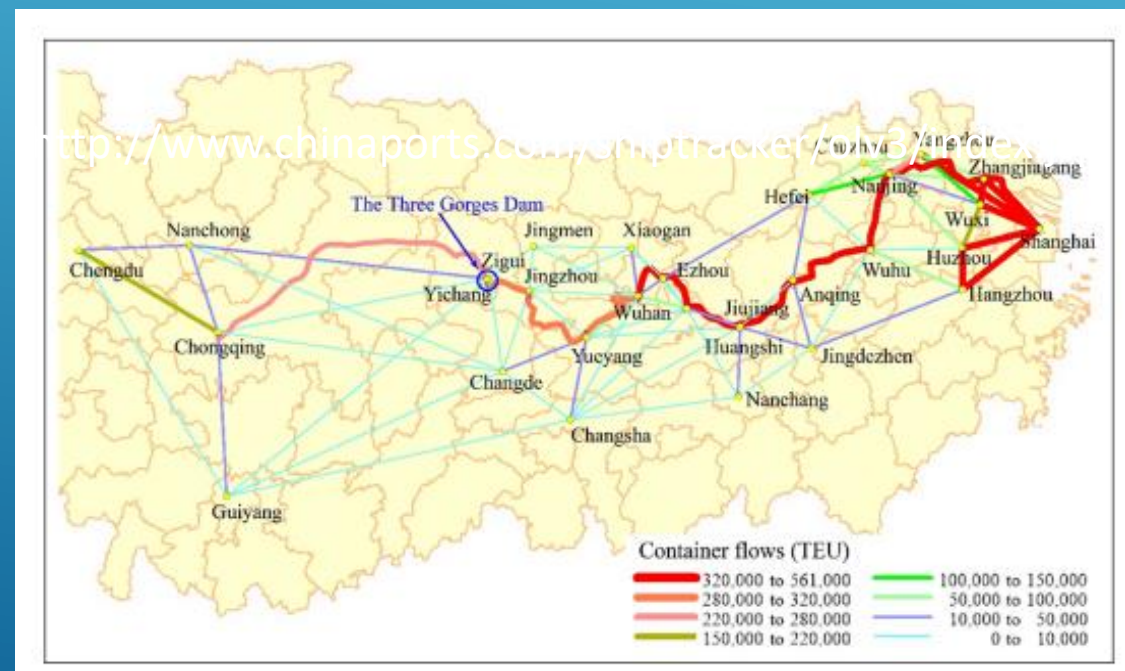 http://www.chinaports.com/shiptracker/olv3/index
Zhangjiagang
Nanjing
Hefei
Wuxi
The Three Gorges Dam
Nanchong
Jingmen
Xiaogan
Shanghai
Huzhou
Chengdu
Zigui
Jingzhou
Ezhou
Wuhu
Yichang
Anqing
Hangzhou
Wuhan
Jiujiang
Chongqing
Huangshi
Yueyang
Jingdezhen
Changde
Nanchang
Changsha
Guiyang
Container flows (TEU)
320,000 to 561,000
100,000 to 150,000
280,000 to 320,000
50,000 to 100,000
220,000 to 280,000
10,000 to 50,000
150,000 to 220,000
0 to 10,000